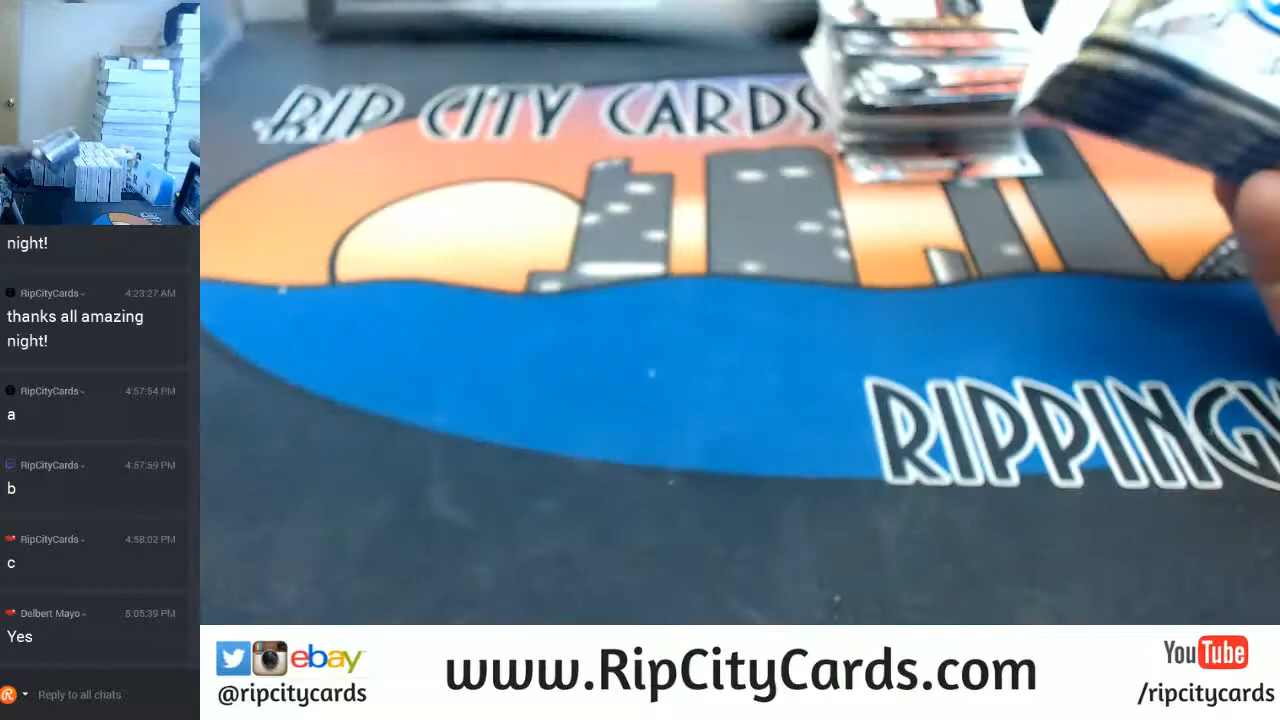 night!
RipCityCards
4:23:27 AM
thanks all amazing
night!
RipCityCards
4:57:54 PM
a
RipCityCards
4:57:59 PM
b
RipCityCards
4:58:02 PM
c
Delbert Mayo
5:05:39 PM
Yes
Reply to all chats
RIP CITY CARDS
RIPPING
ebay
@ripcitycards
www.RipCityCards.com
YouTube
/ripcitycards